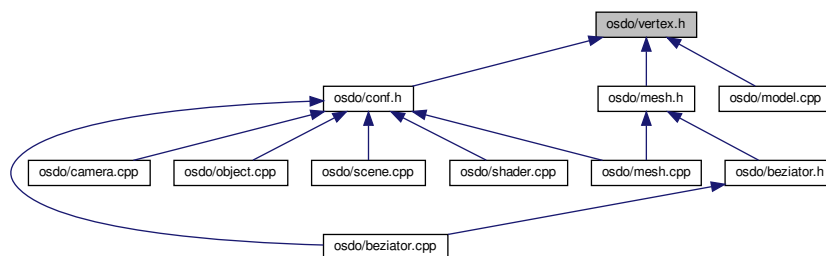 osdo/vertex.h
osdo/conf.h
osdo/mesh.h
osdo/model.cpp
osdo/camera.cpp
osdo/object.cpp
osdo/scene.cpp
osdo/shader.cpp
osdo/mesh.cpp
osdo/beziator.h
osdo/beziator.cpp